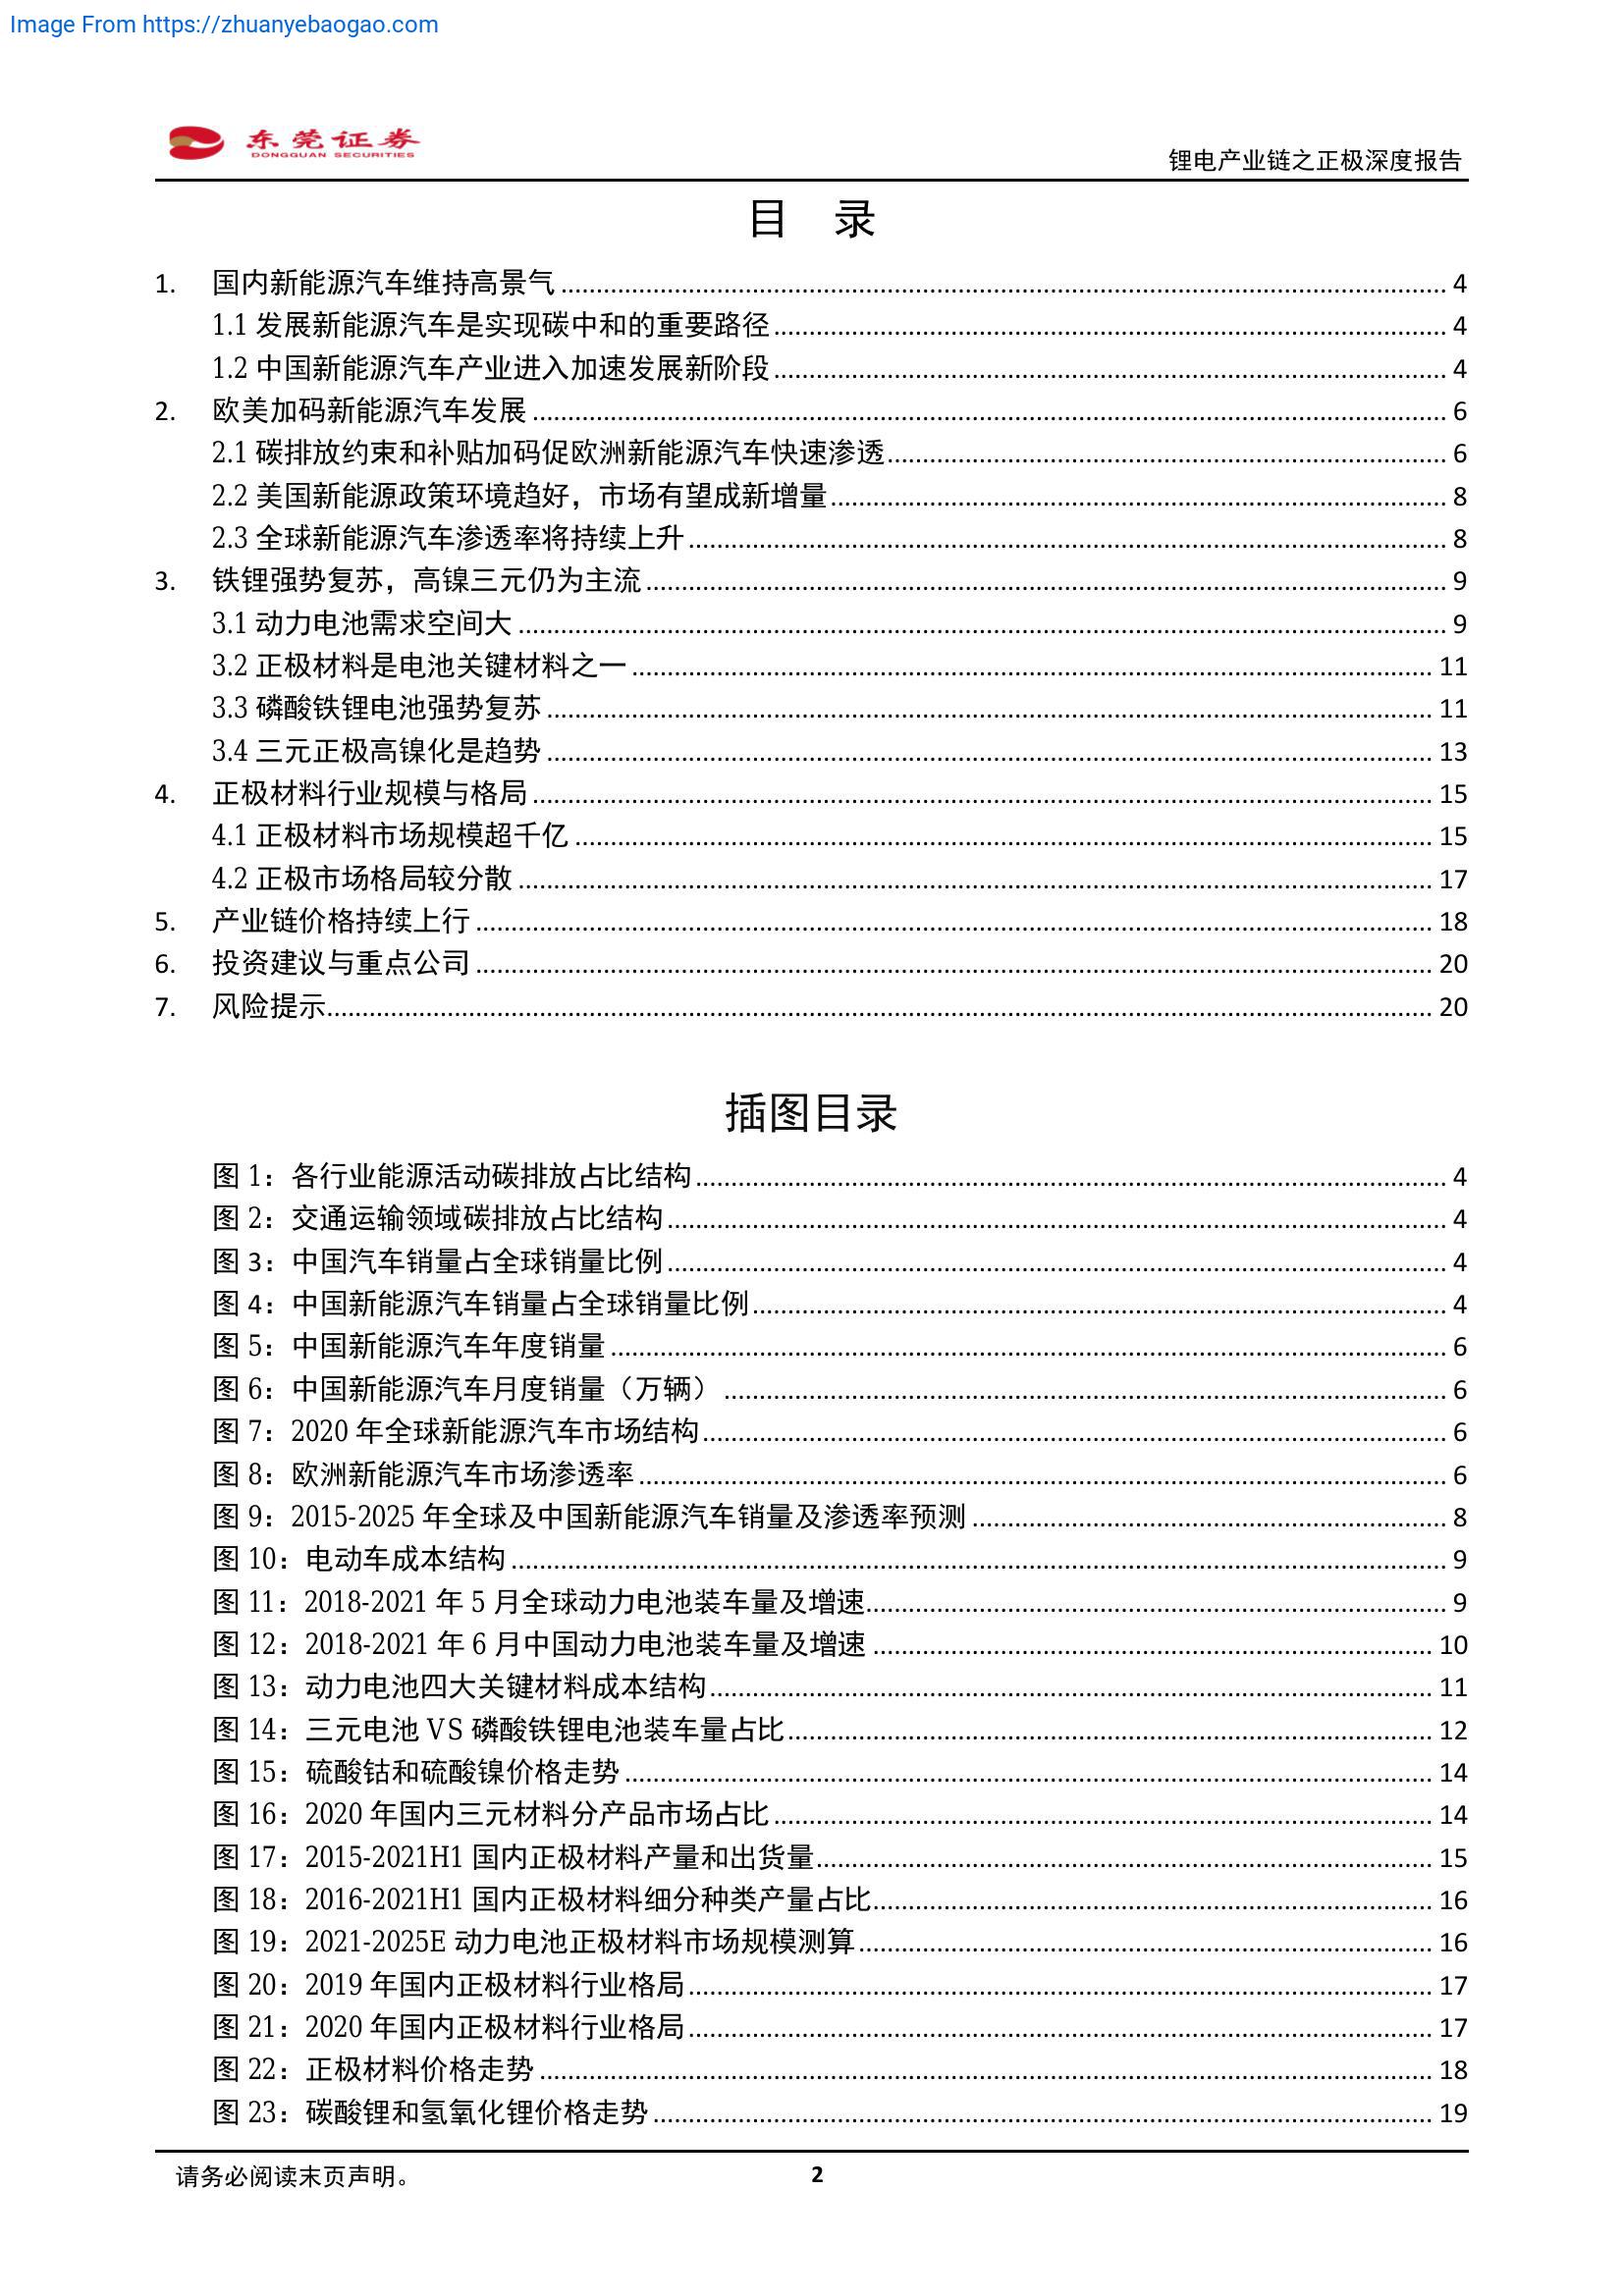 Image From https://zhuanyebaogao.com
东莞证券
DONGGUAN SECURITIES
锂电产业链之正极深度报告
目 录
1. 国内新能源汽车维持高景气 4
1.1 发展新能源汽车是实现碳中和的重要路径 4
1.2 中国新能源汽车产业进入加速发展新阶段 4
2. 欧美加码新能源汽车发展 6
2.1 碳排放约束和补贴加码促欧洲新能源汽车快速渗透 6
2.2 美国新能源政策环境趋好，市场有望成新增量 8
2.3 全球新能源汽车渗透率将持续上升 8
3. 铁锂强势复苏，高镍三元仍为主流 9
3.1 动力电池需求空间大 9
3.2 正极材料是电池关键材料之一 11
3.3 磷酸铁锂电池强势复苏 11
3.4 三元正极高镍化是趋势 13
4. 正极材料行业规模与格局 15
4.1 正极材料市场规模超千亿 15
4.2 正极市场格局较分散 17
5. 产业链价格持续上行 18
6. 投资建议与重点公司 20
7. 风险提示 20
插图目录
图 1：各行业能源活动碳排放占比结构 4
图 2：交通运输领域碳排放占比结构 4
图 3：中国汽车销量占全球销量比例 4
图 4：中国新能源汽车销量占全球销量比例 4
图 5：中国新能源汽车年度销量 6
图 6：中国新能源汽车月度销量（万辆） 6
图 7：2020 年全球新能源汽车市场结构 6
图 8：欧洲新能源汽车市场渗透率 6
图 9：2015-2025 年全球及中国新能源汽车销量及渗透率预测 8
图 10：电动车成本结构 9
图 11：2018-2021 年 5 月全球动力电池装车量及增速 9
图 12：2018-2021 年 6 月中国动力电池装车量及增速 10
图 13：动力电池四大关键材料成本结构 11
图 14：三元电池 VS 磷酸铁锂电池装车量占比 12
图 15：硫酸钴和硫酸镍价格走势 14
图 16：2020 年国内三元材料分产品市场占比 14
图 17：2015-2021H1 国内正极材料产量和出货量 15
图 18：2016-2021H1 国内正极材料细分种类产量占比 16
图 19：2021-2025E 动力电池正极材料市场规模测算 16
图 20：2019 年国内正极材料行业格局 17
图 21：2020 年国内正极材料行业格局 17
图 22：正极材料价格走势 18
图 23：碳酸锂和氢氧化锂价格走势 19
请务必阅读末页声明。
2